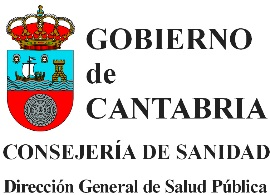 GOBIERNO
de
CANTABRIA
CONSEJERÍA DE SANIDAD
Dirección General de Salud Pública